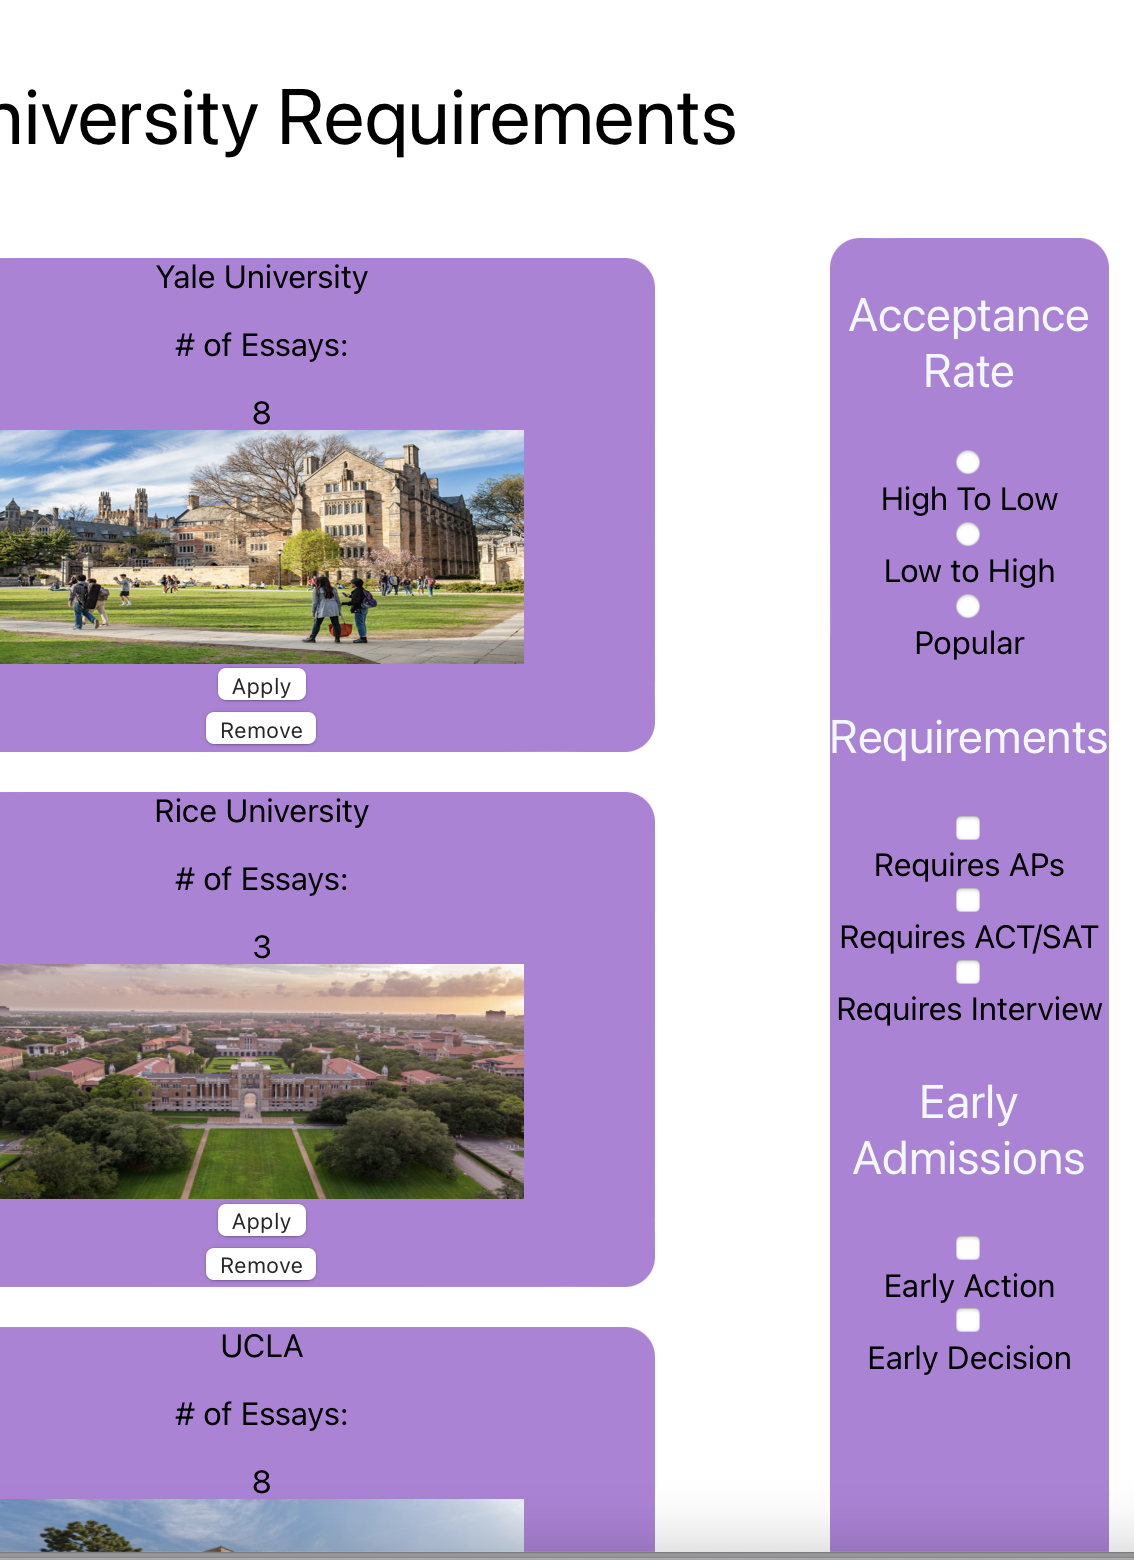 niversity Requirements
Yale University
# of Essays:
8
Apply
Remove
Rice University
# of Essays:
3
Apply
Remove
UCLA
# of Essays:
8
Acceptance
Rate
High To Low
Low to High
Popular
Requirements
Requires APs
Requires ACT/SAT
Requires Interview
Early
Admissions
Early Action
Early Decision